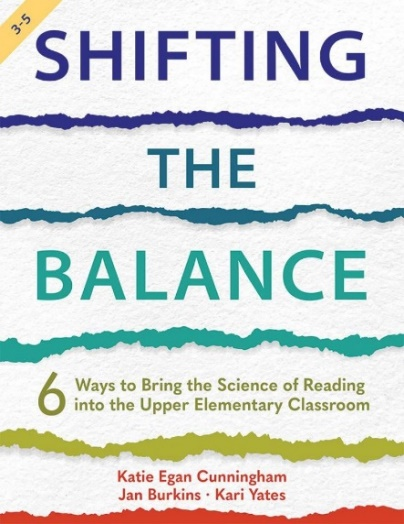 3-5
SHIFTING
THE
BALANCE
6 Ways to Bring the Science of Reading
into the Upper Elementary Classroom
Katie Egan Cunningham
Jan Burkins · Kari Yates